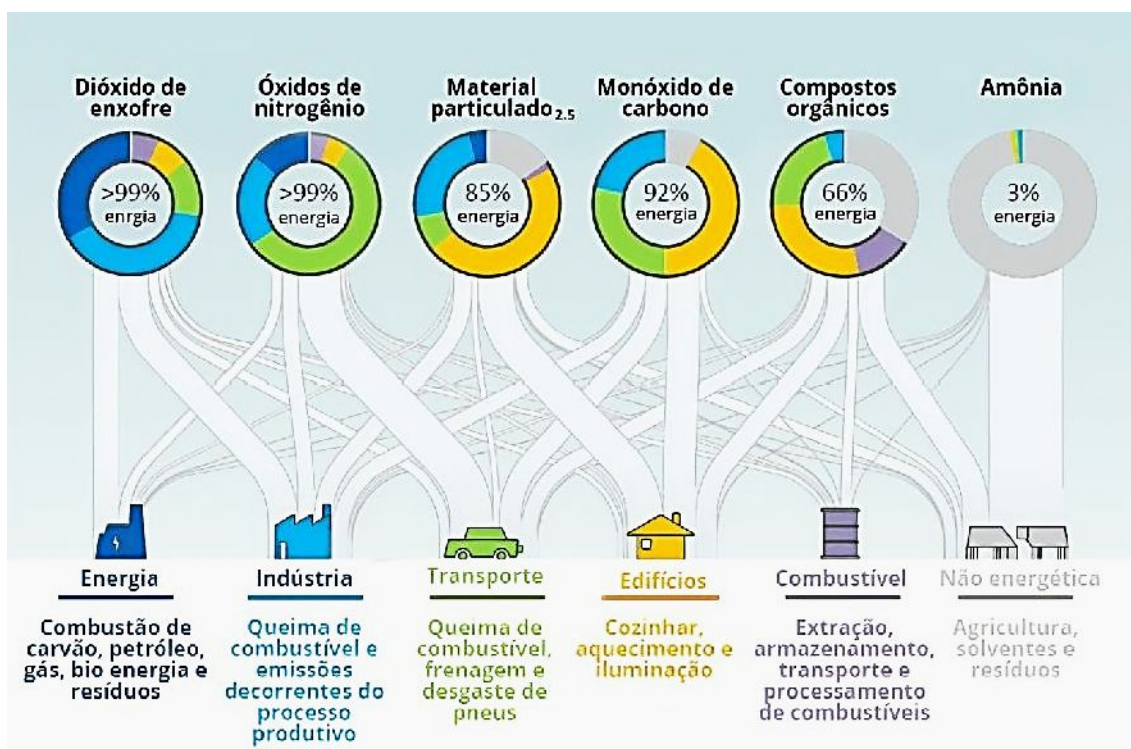 Dióxido de
enxofre
Óxidos de
nitrogênio
Material
particulado2.5
Monóxido de
carbono
Compostos
orgânicos
Amônia
>99%
enrgia
>99%
energia
85%
energia
92%
energia
66%
energia
3%
energia
Energia
Combustão de
carvão, petróleo,
gás, bio energia e
resíduos
Indústria
Queima de
combustível e
emissões
decorrentes do
processo
produtivo
Transporte
Queima de
combustível,
frenagem e
desgaste de
pneus
Edifícios
Cozinhar,
aquecimento e
iluminação
Combustível
Extração,
armazenamento,
transporte e
processamento
de combustíveis
Não energética
Agricultura,
solventes e
resíduos